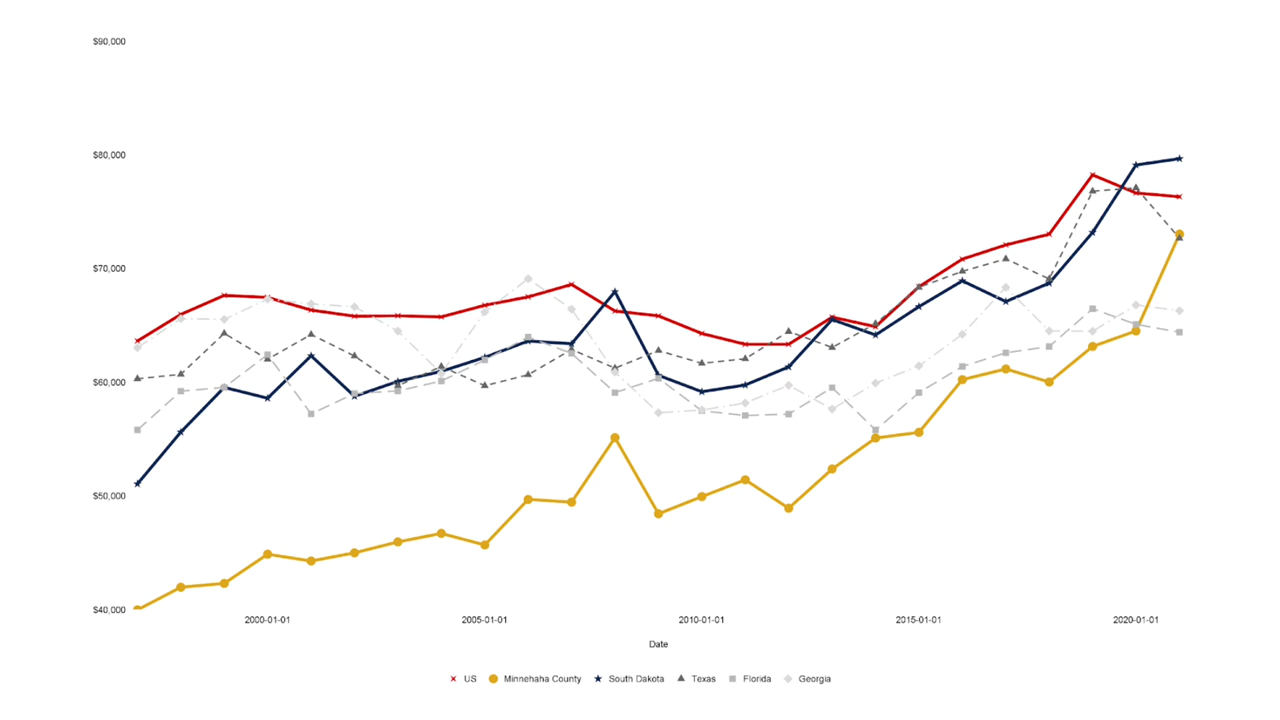 $90,000
$80,000
$70,000
$60,000
$50,000
$40,000
2000-01-01 2005-01-01 2010-01-01 2015-01-01 2020-01-01
Date
US Minnehaha County South Dakota Texas Florida Georgia